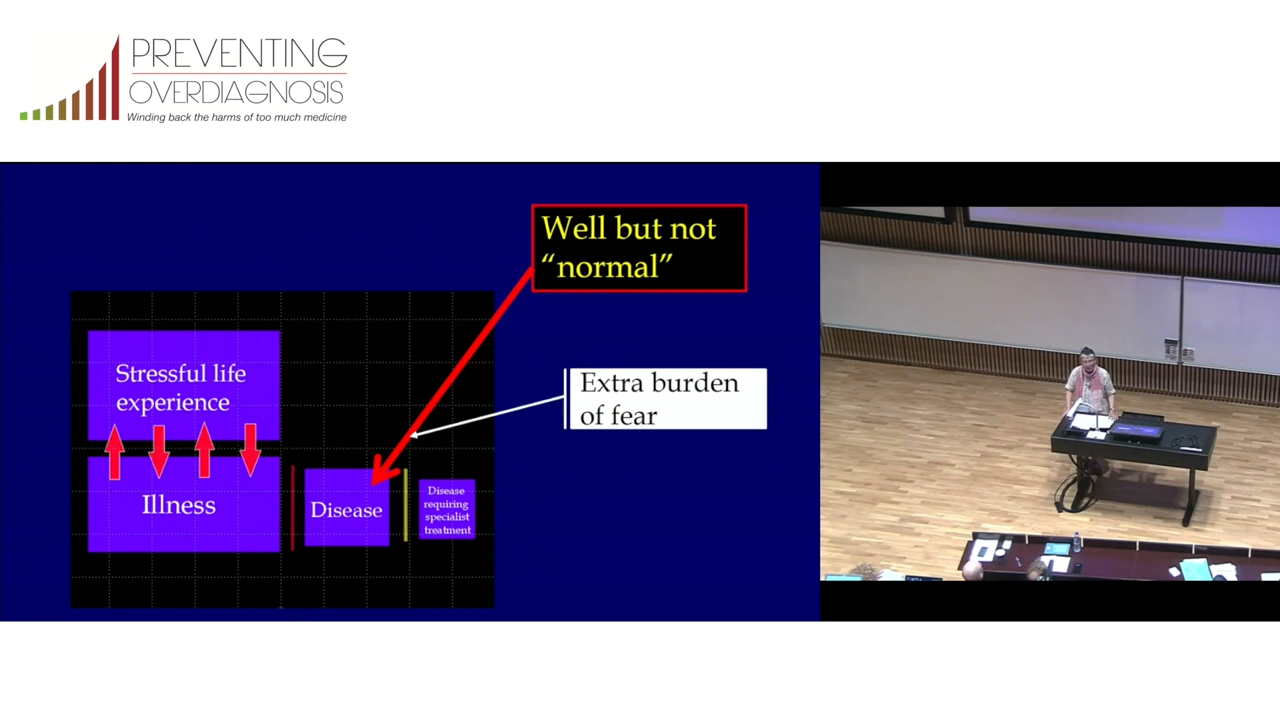 PREVENTING
OVERDIAGNOSIS
Winding back the harms of too much medicine
Well but not
“normal”
Extra burden
of fear
Stressful life
experience
Illness
Disease
Disease
requiring
specialist
treatment